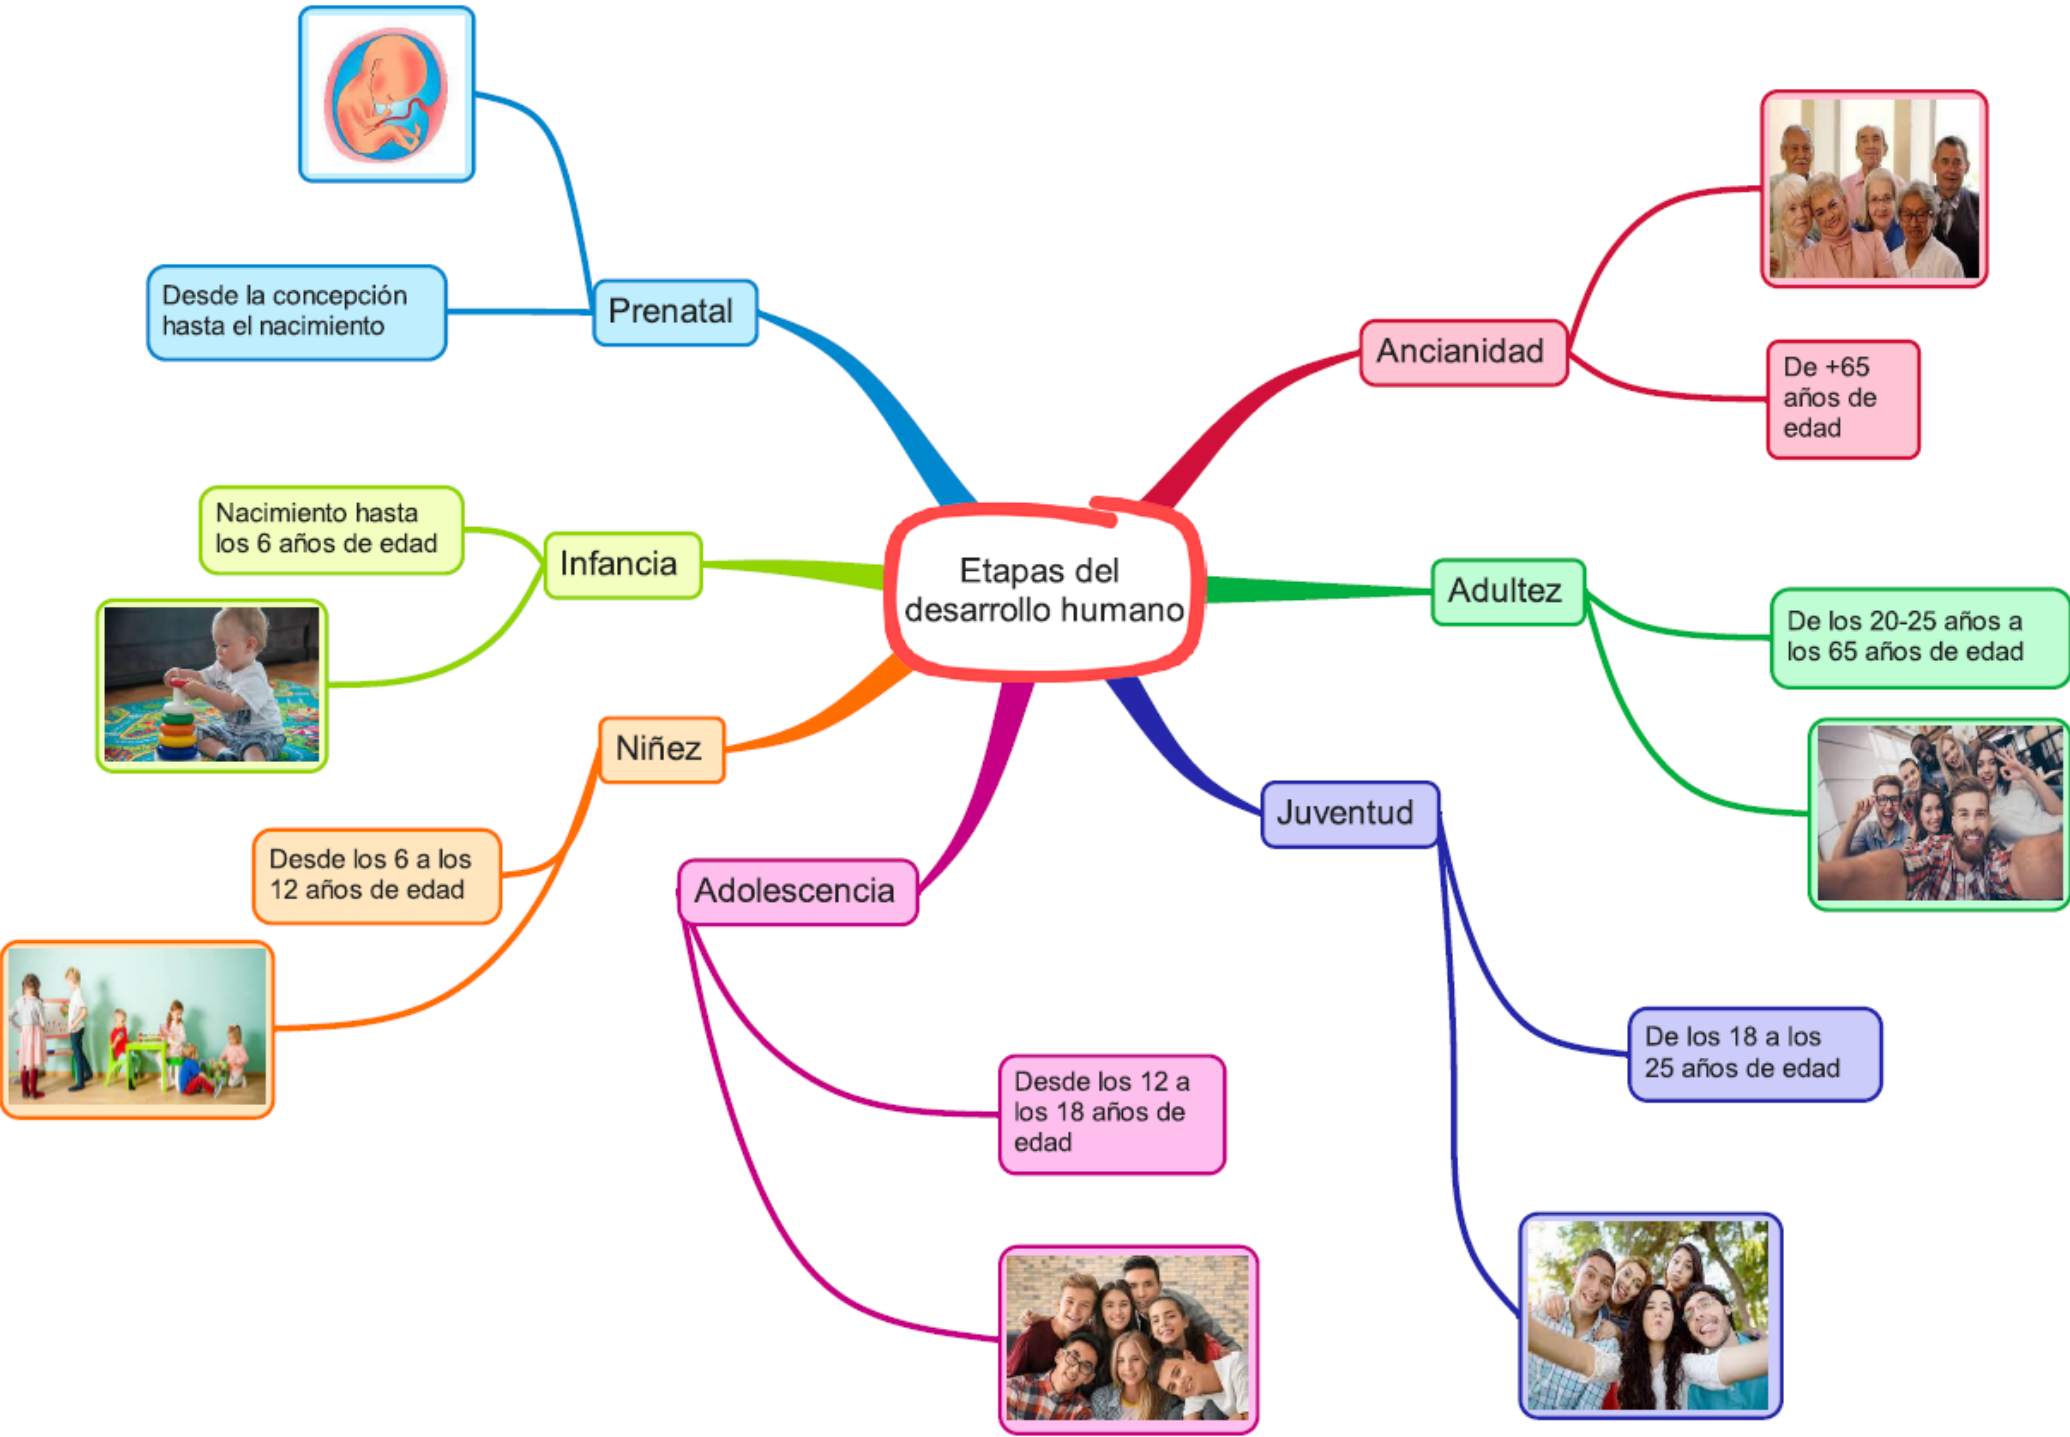 Etapas del
desarrollo humano
Prenatal
Desde la concepción
hasta el nacimiento
Infancia
Nacimiento hasta
los 6 años de edad
Niñez
Desde los 6 a los
12 años de edad
Adolescencia
Desde los 12 a
los 18 años de
edad
Juventud
De los 18 a los
25 años de edad
Adultez
De los 20-25 años a
los 65 años de edad
Ancianidad
De +65
años de
edad